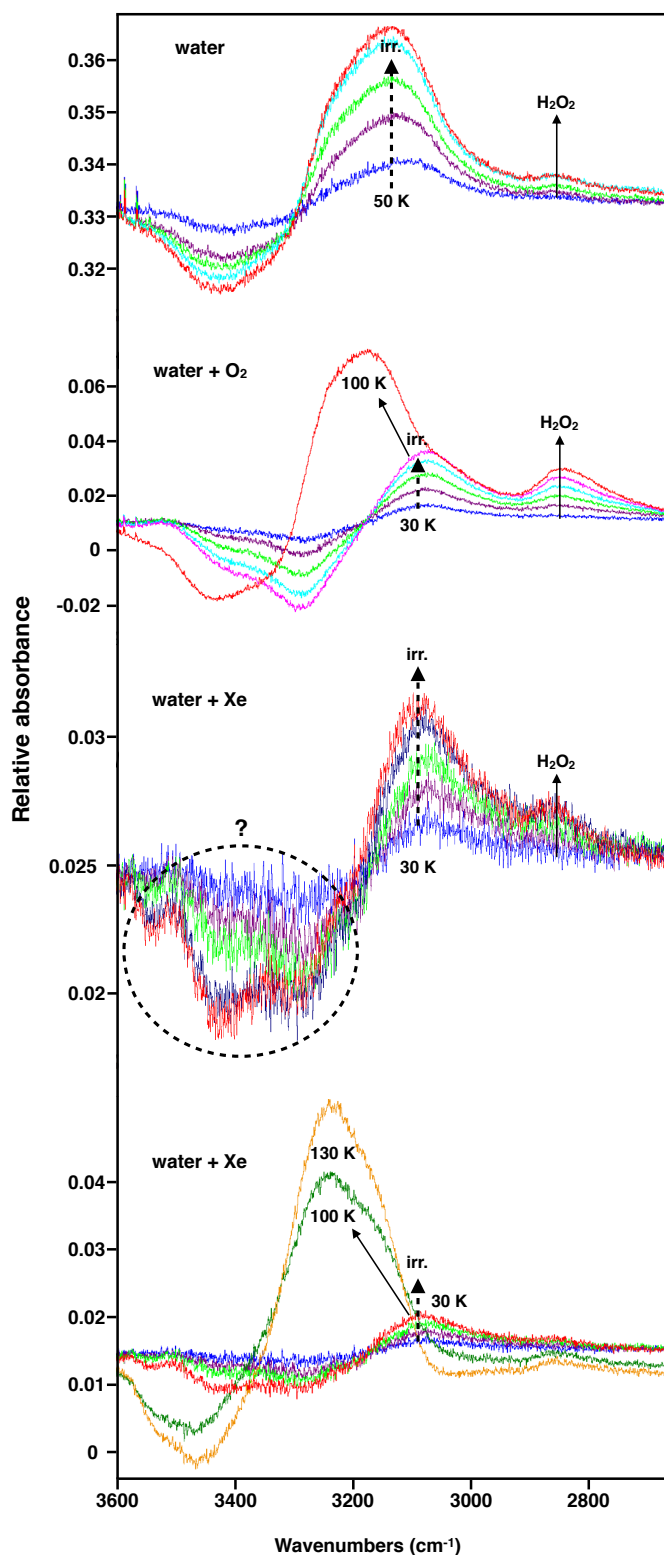 water
irr.
H₂O₂
50 K
0.36
0.35
0.34
0.33
0.32
water + O₂
100 K
irr.
H₂O₂
30 K
0.06
0.04
0.02
0
-0.02
water + Xe
irr.
H₂O₂
30 K
?
0.03
0.025
0.02
water + Xe
130 K
100 K
irr.
30 K
0.04
0.03
0.02
0.01
0
Relative absorbance
3600
3400
3200
3000
2800
Wavenumbers (cm⁻¹)